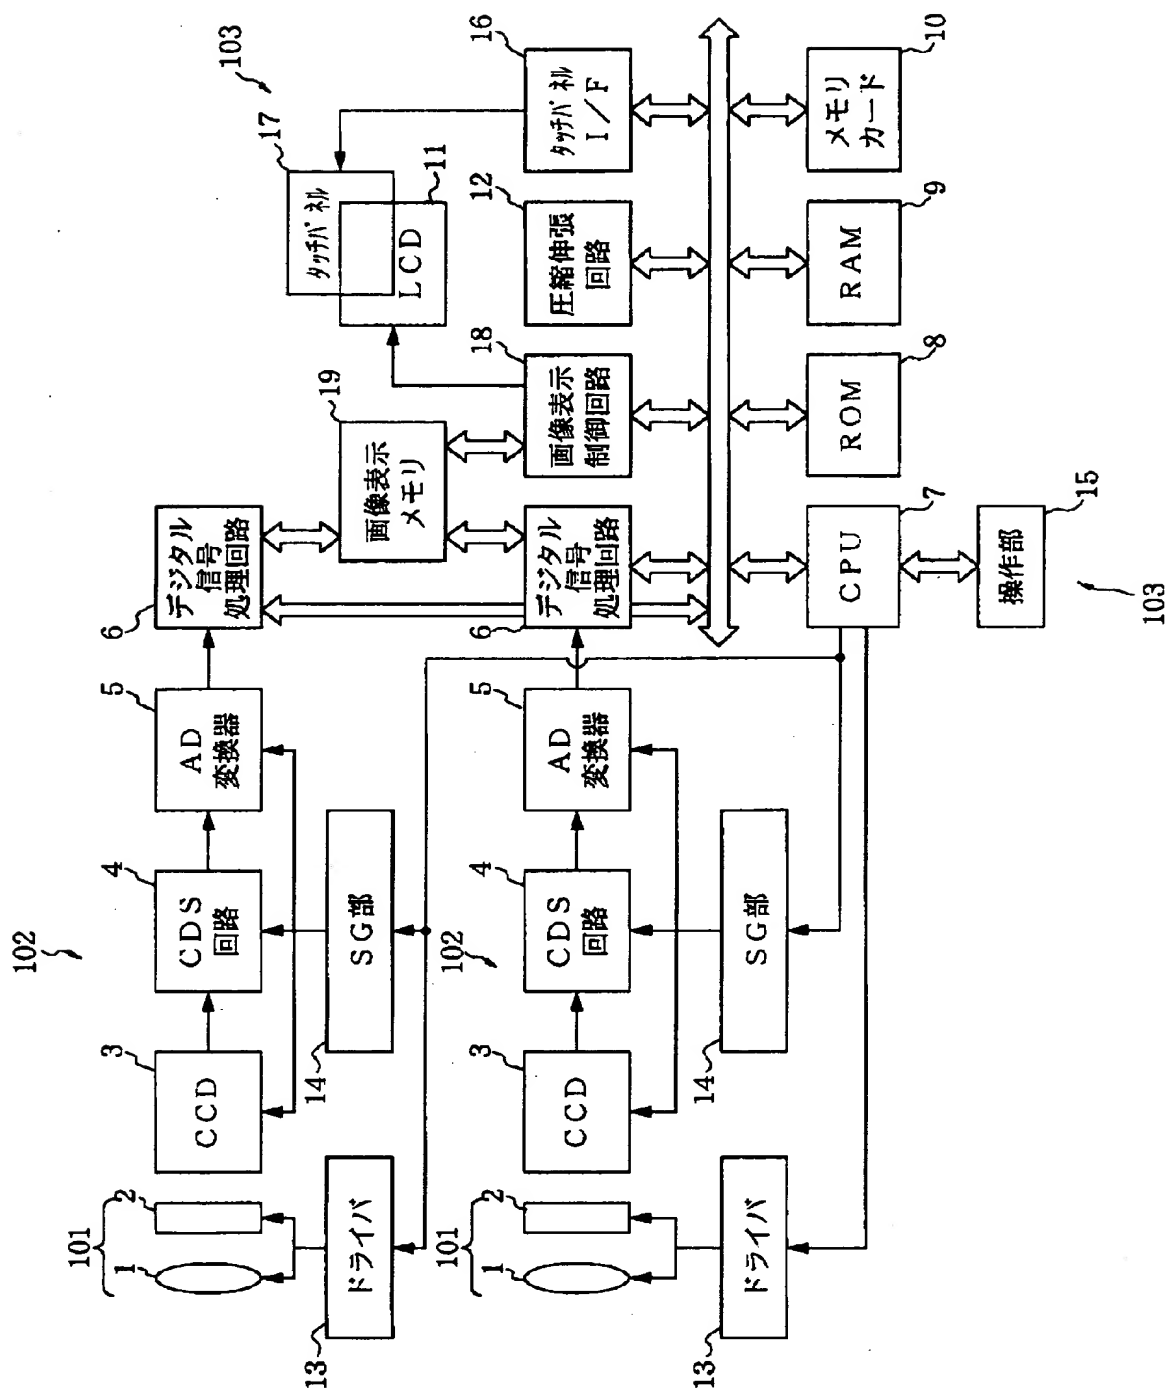 101
1
2
13
ドライバ
102
3
CCD
4
CDS
回路
5
AD
変換器
6
デジタル
信号
処理回路
14
SG部
19
画像表示
メモリ
17
タッチパネル
11
LCD
103
101
1
2
13
ドライバ
102
3
CCD
4
CDS
回路
5
AD
変換器
6
デジタル
信号
処理回路
14
SG部
18
画像表示
制御回路
12
圧縮伸張
回路
16
タッチパネル
I/F
7
CPU
8
ROM
9
RAM
10
メモリ
カード
15
操作部
103